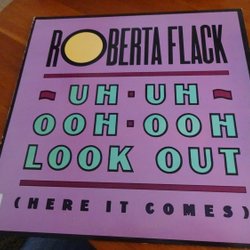 ROBERTA FLACK
UH-UH
OOH-OOH
LOOK OUT
(HERE IT COMES)